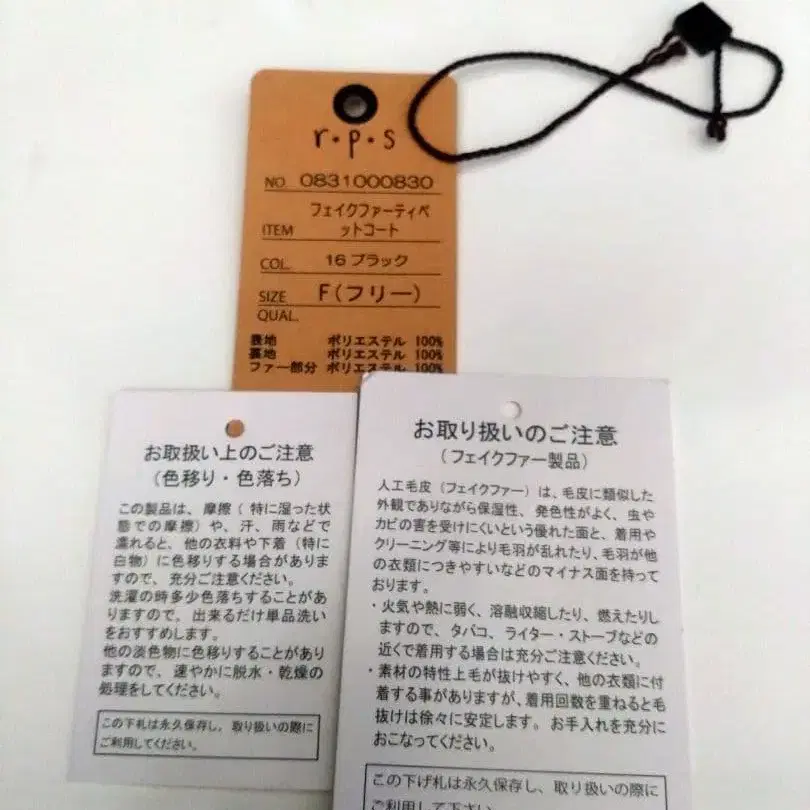 r・p・s
NO. 0831000830
フェイクファーティペ
ITEM ットコート
COL. 16 ブラック
SIZE F(フリー)
QUAL.
表地 ポリエステル 100%
裏地 ポリエステル 100%
ファー部分 ポリエステル 100%
お取扱い上のご注意
(色移り・色落ち)
この製品は、摩擦(特に湿った状
態での摩擦)や、汗、雨などで
濡れると、他の衣料や下着(特に
白物)に色移りする場合がありま
すので、充分ご注意ください。
洗濯の時多少色落ちすることがあ
りますので、出来るだけ単品洗い
をおすすめします。
他の淡色物に色移りすることがあり
ますので、速やかに脱水・乾燥の
処理をしてください。
この下札は永久保存し、取り扱いの際に
ご利用してください。
お取り扱いのご注意
(フェイクファー製品)
人工毛皮(フェイクファー)は、毛皮に類似した
外観でありながら保湿性、発色性がよく、虫や
カビの害を受けにくいという優れた面と、着用や
クリーニング等により毛羽が乱れたり、毛羽が他
の衣類につきやすいなどのマイナス面を持って
おります。
・火気や熱に弱く、溶融収縮したり、燃えたりし
ますので、タバコ、ライター・ストーブなどの
近くで着用する場合は充分ご注意ください。
・素材の特性上毛が抜けやすく、他の衣類に付
着する事がありますが、着用回数を重ねると毛
抜けは徐々に安定します。お手入れを充分に
おこなってください。
この下げ札は永久保存し、取り扱いの際に
ご利用して下さい。